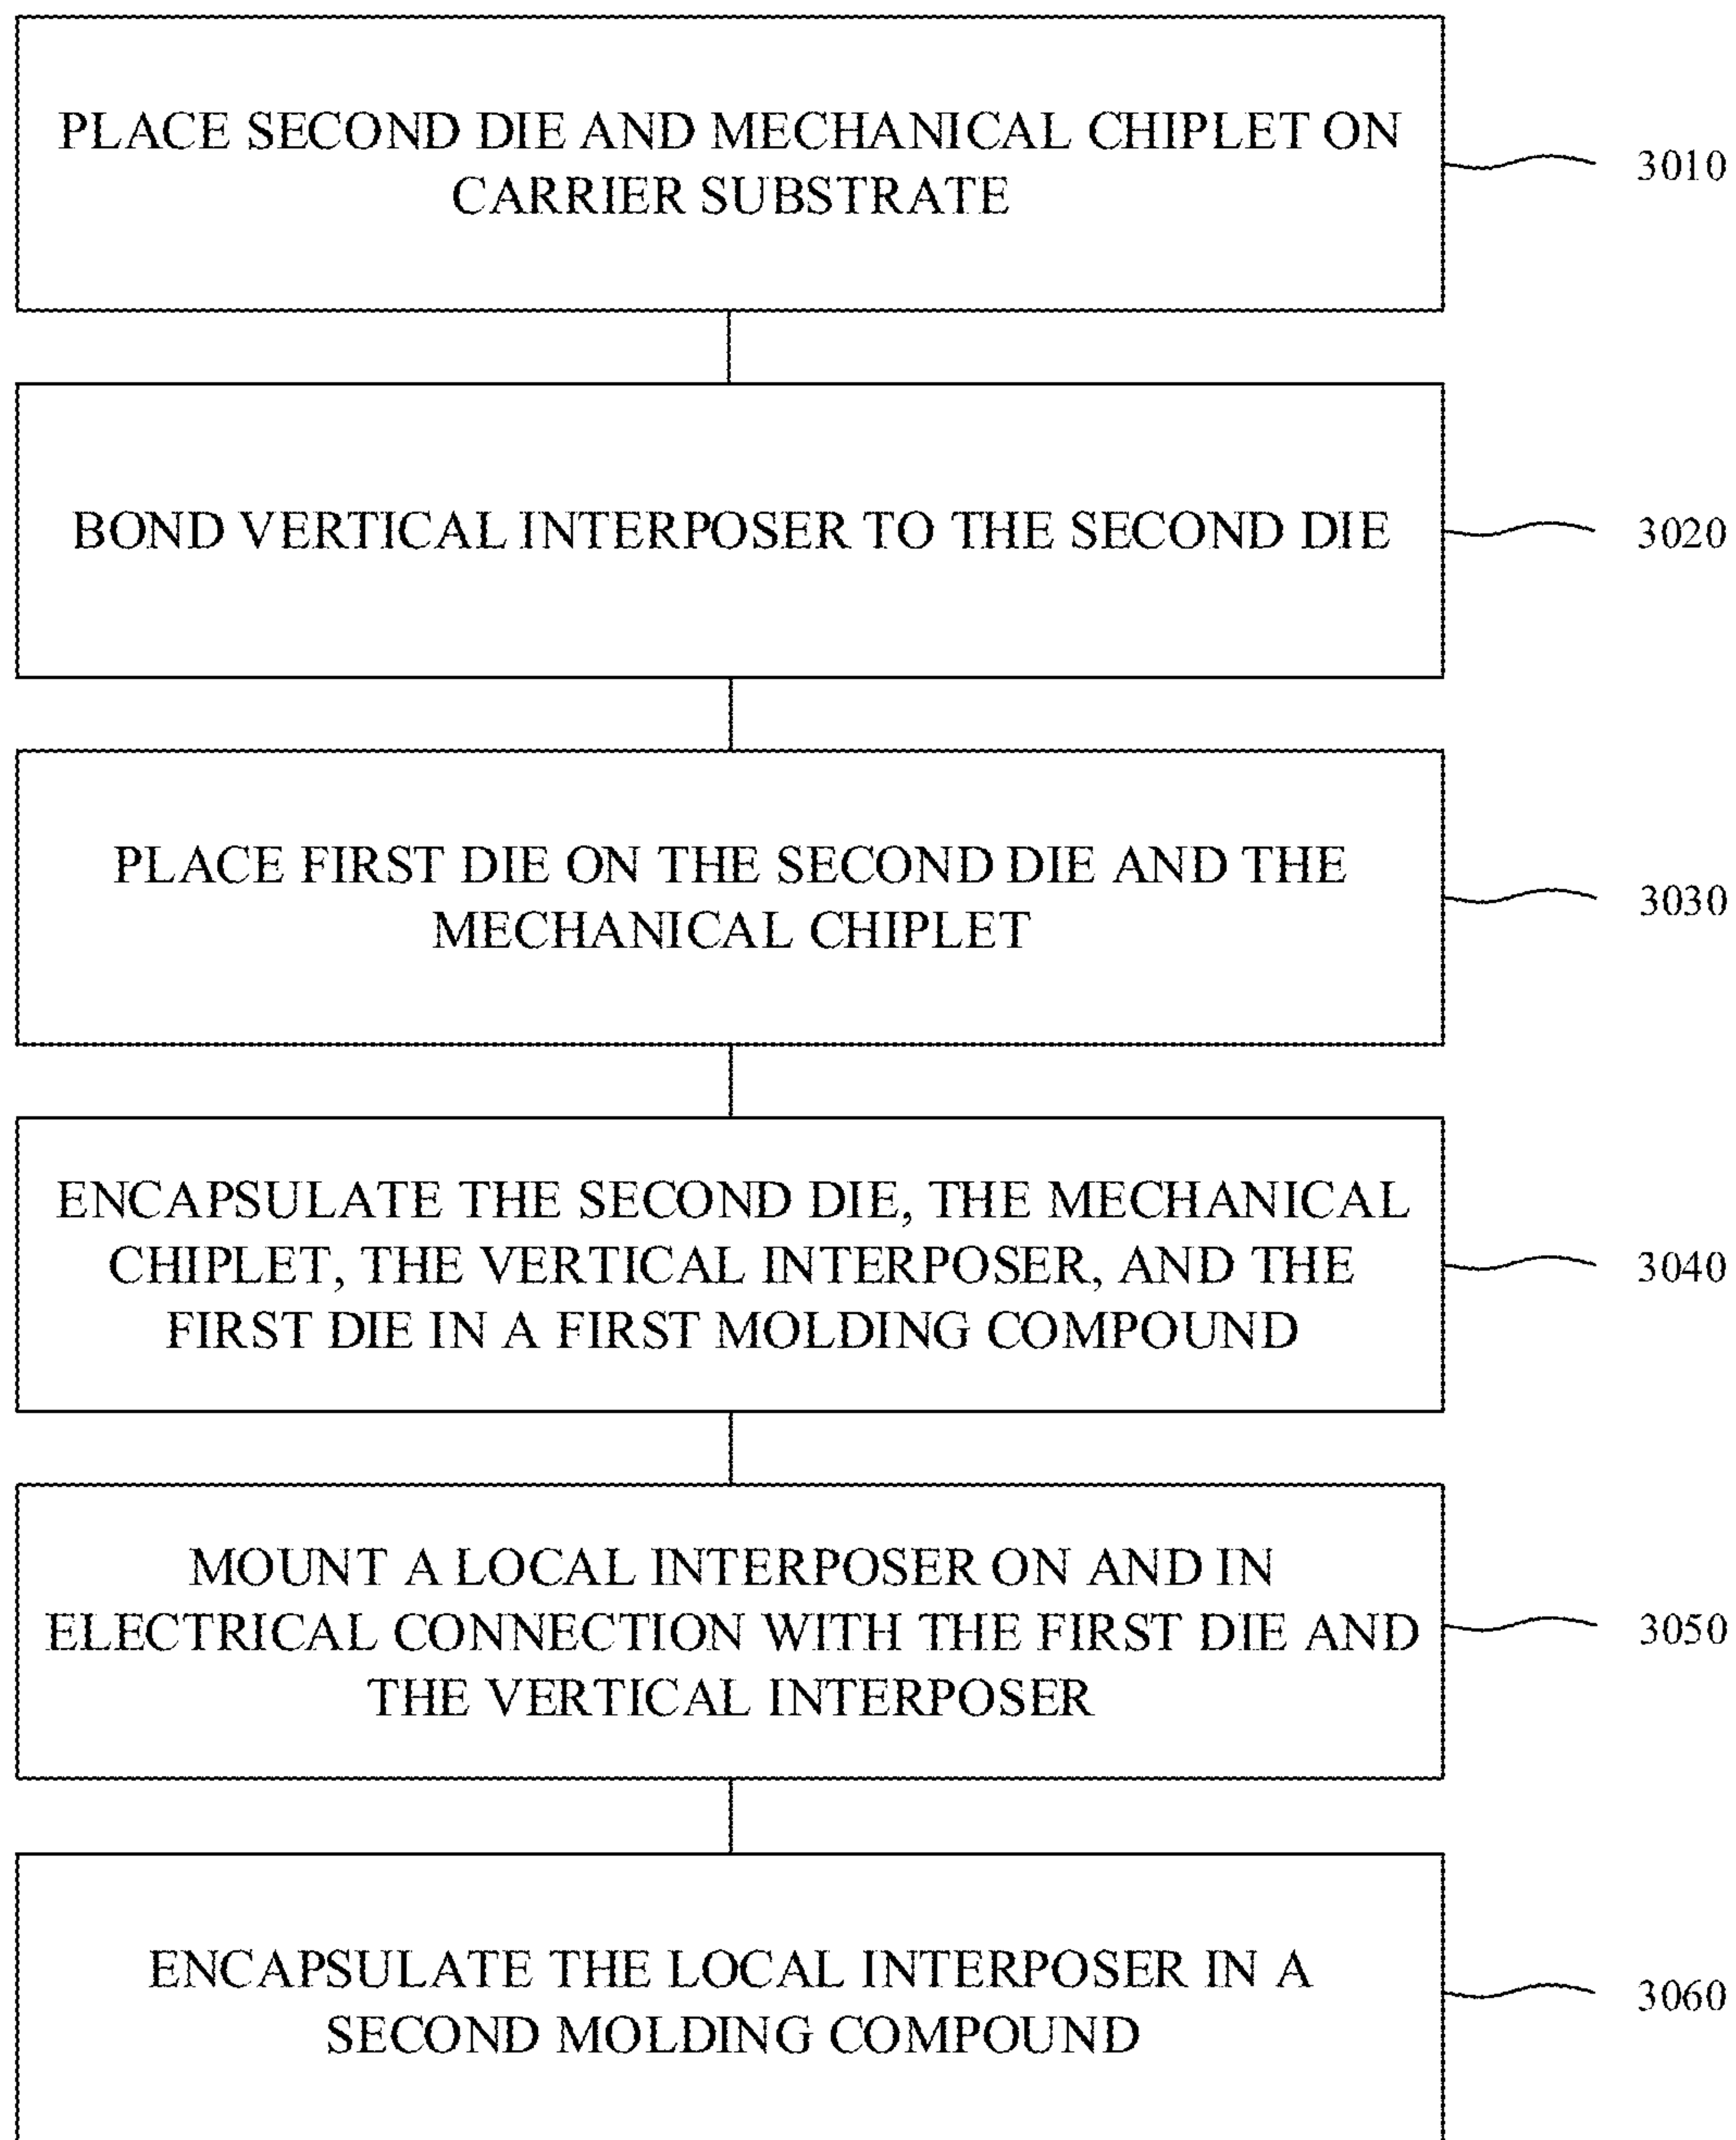 PLACE SECOND DIE AND MECHANICAL CHIPLET ON
CARRIER SUBSTRATE
3010
BOND VERTICAL INTERPOSER TO THE SECOND DIE
3020
PLACE FIRST DIE ON THE SECOND DIE AND THE
MECHANICAL CHIPLET
3030
ENCAPSULATE THE SECOND DIE, THE MECHANICAL
CHIPLET, THE VERTICAL INTERPOSER, AND THE
FIRST DIE IN A FIRST MOLDING COMPOUND
3040
MOUNT A LOCAL INTERPOSER ON AND IN
ELECTRICAL CONNECTION WITH THE FIRST DIE AND
THE VERTICAL INTERPOSER
3050
ENCAPSULATE THE LOCAL INTERPOSER IN A
SECOND MOLDING COMPOUND
3060